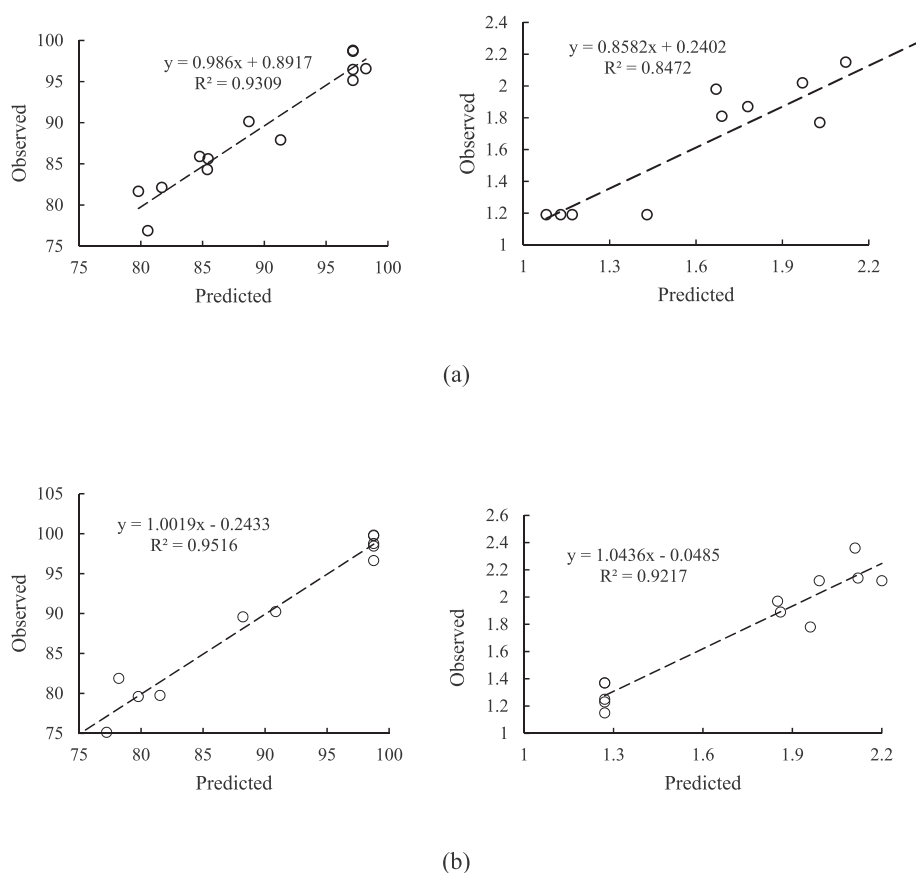 y = 0.986x + 0.8917
R² = 0.9309
100
95
90
85
80
75
Observed
75 80 85 90 95 100
Predicted
y = 0.8582x + 0.2402
R² = 0.8472
2.4
2.2
2
1.8
1.6
1.4
1.2
1
Observed
1 1.3 1.6 1.9 2.2
Predicted
(a)
y = 1.0019x - 0.2433
R² = 0.9516
105
100
95
90
85
80
75
Observed
75 80 85 90 95 100
Predicted
y = 1.0436x - 0.0485
R² = 0.9217
2.6
2.4
2.2
2
1.8
1.6
1.4
1.2
1
Observed
1 1.3 1.6 1.9 2.2
Predicted
(b)